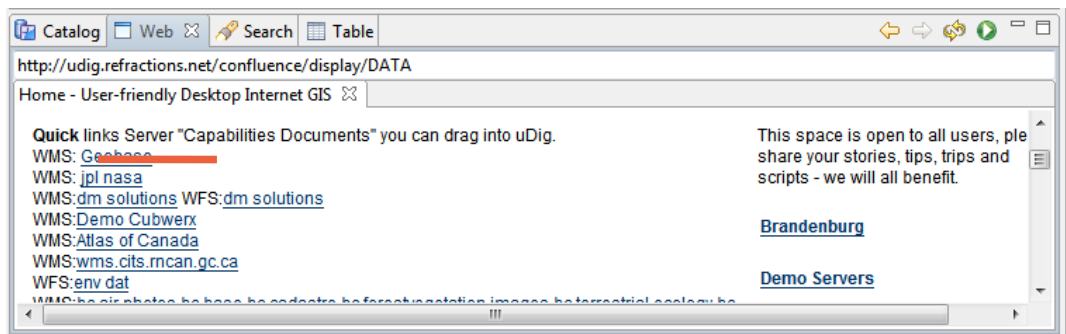 Catalog Web Search Table
http://udig.refractions.net/confluence/display/DATA
Home - User-friendly Desktop Internet GIS
Quick links Server "Capabilities Documents" you can drag into uDig.
WMS:
WMS: jpl nasa
WMS:dm solutions WFS:dm solutions
WMS:Demo Cubwerx
WMS:Atlas of Canada
WMS:wms.cits.rncan.gc.ca
WFS:env dat
This space is open to all users, ple
share your stories, tips, trips and
scripts - we will all benefit.
Brandenburg
Demo Servers